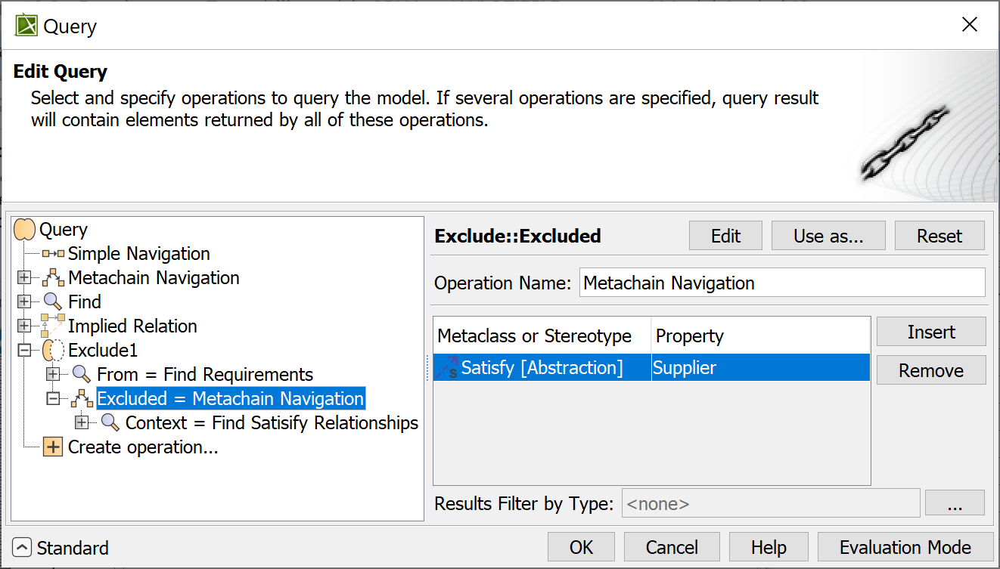 Query
Edit Query
Select and specify operations to query the model. If several operations are specified, query result
will contain elements returned by all of these operations.
Query
Simple Navigation
Metachain Navigation
Find
Implied Relation
Exclude1
From = Find Requirements
Excluded = Metachain Navigation
Context = Find Satisify Relationships
Create operation...
Exclude::Excluded
Edit
Use as...
Reset
Operation Name: Metachain Navigation
Metaclass or Stereotype Property
Insert
S Satisfy [Abstraction] Supplier
Remove
Results Filter by Type: <none>
...
Standard
OK
Cancel
Help
Evaluation Mode